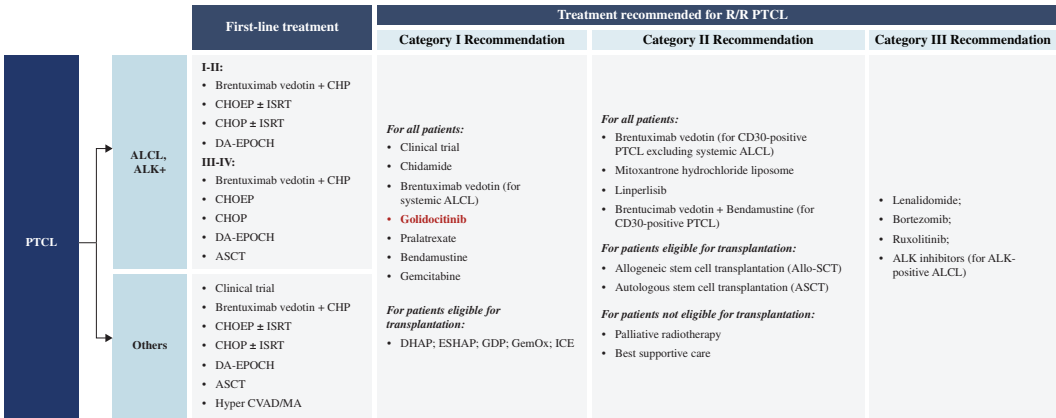 First-line treatment
Treatment recommended for R/R PTCL
Category I Recommendation
Category II Recommendation
Category III Recommendation
PTCL
ALCL,
ALK+
I-II:
• Brentuximab vedotin + CHP
• CHOEP ± ISRT
• CHOP ± ISRT
• DA-EPOCH
III-IV:
• Brentuximab vedotin + CHP
• CHOEP
• CHOP
• DA-EPOCH
• ASCT
Others
• Clinical trial
• Brentuximab vedotin + CHP
• CHOEP ± ISRT
• CHOP ± ISRT
• DA-EPOCH
• ASCT
• Hyper CVAD/MA
For all patients:
• Clinical trial
• Chidamide
• Brentuximab vedotin (for
systemic ALCL)
• Golidocitinib
• Pralatrexate
• Bendamustine
• Gemcitabine
For patients eligible for
transplantation:
• DHAP; ESHAP; GDP; GemOx; ICE
For all patients:
• Brentuximab vedotin (for CD30-positive
PTCL excluding systemic ALCL)
• Mitoxantrone hydrochloride liposome
• Linperlisib
• Brentucimab vedotin + Bendamustine (for
CD30-positive PTCL)
For patients eligible for transplantation:
• Allogeneic stem cell transplantation (Allo-SCT)
• Autologous stem cell transplantation (ASCT)
For patients not eligible for transplantation:
• Palliative radiotherapy
• Best supportive care
• Lenalidomide;
• Bortezomib;
• Ruxolitinib;
• ALK inhibitors (for ALK-
positive ALCL)